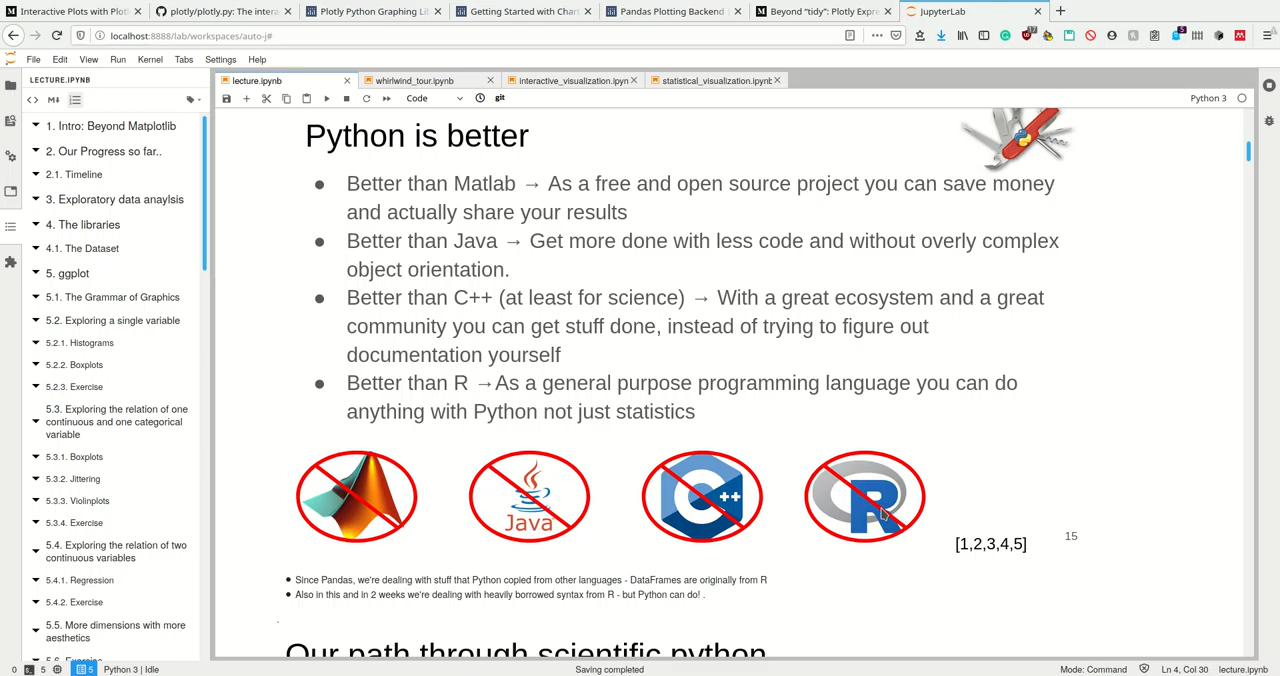 Interactive Plots with Plotl
plotly/plotly.py: The intera
Plotly Python Graphing Li
Getting Started with Chart
Pandas Plotting Backend
Beyond "tidy": Plotly Expre
JupyterLab
localhost:8888/lab/workspaces/auto-j#
File Edit View Run Kernel Tabs Settings Help
LECTURE.IPYNB
lecture.ipynb
whirlwind_tour.ipynb
interactive_visualization.ipyn
statistical_visualization.ipynb
Code
git
Python 3
1. Intro: Beyond Matplotlib
2. Our Progress so far..
2.1. Timeline
3. Exploratory data anaylsis
4. The libraries
4.1. The Dataset
5. ggplot
5.1. The Grammar of Graphics
5.2. Exploring a single variable
5.2.1. Histograms
5.2.2. Boxplots
5.2.3. Exercise
5.3. Exploring the relation of one
continuous and one categorical
variable
5.3.1. Boxplots
5.3.2. Jittering
5.3.3. Violinplots
5.3.4. Exercise
5.4. Exploring the relation of two
continuous variables
5.4.1. Regression
5.4.2. Exercise
5.5. More dimensions with more
aesthetics
Python is better
● Better than Matlab → As a free and open source project you can save money
and actually share your results
● Better than Java → Get more done with less code and without overly complex
object orientation.
● Better than C++ (at least for science) → With a great ecosystem and a great
community you can get stuff done, instead of trying to figure out
documentation yourself
● Better than R →As a general purpose programming language you can do
anything with Python not just statistics
Java
C++
R
[1,2,3,4,5]
15
● Since Pandas, we're dealing with stuff that Python copied from other languages - DataFrames are originally from R
● Also in this and in 2 weeks we're dealing with heavily borrowed syntax from R - but Python can do! .
Our path through scientific python
0 5 5 Python 3 | Idle
Saving completed
Mode: Command
Ln 4, Col 30
lecture.ipynb